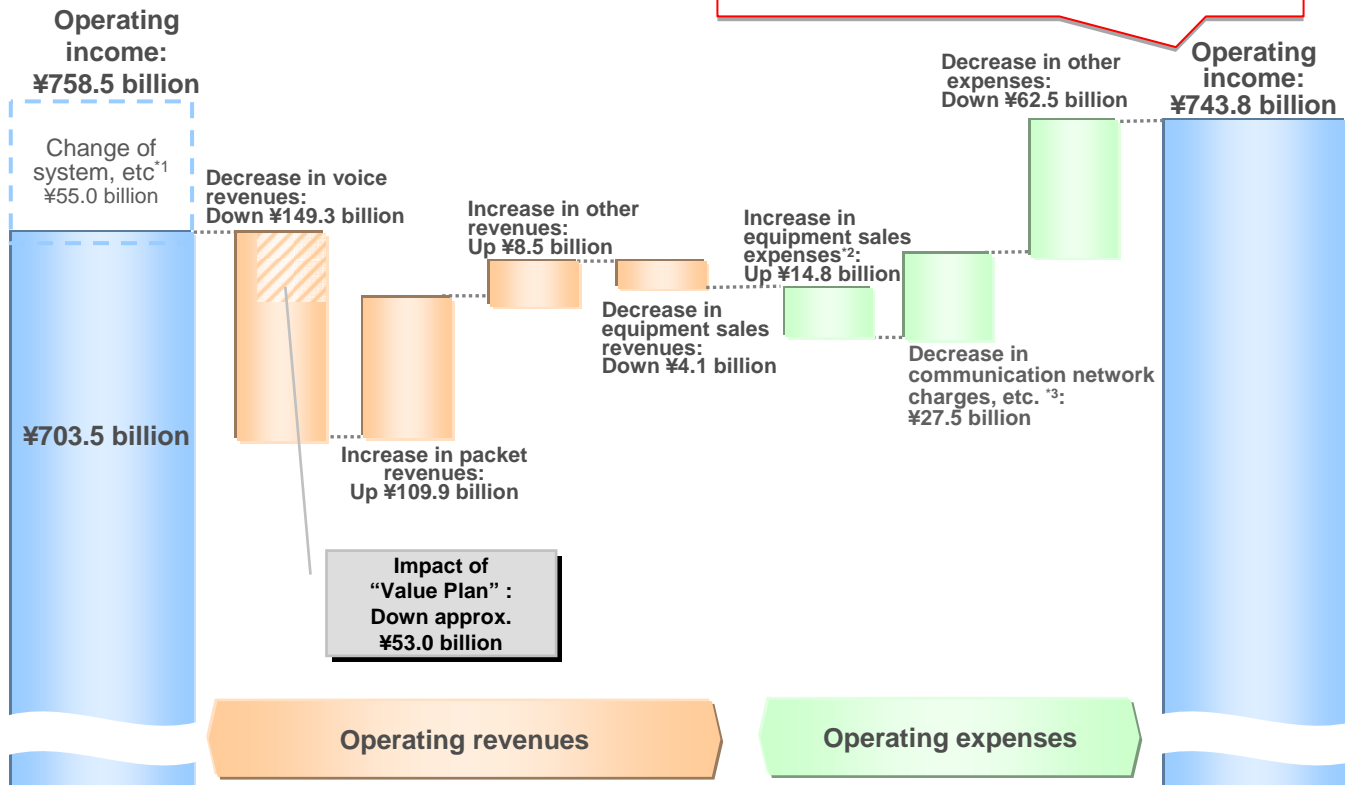 Operating
income:
¥758.5 billion
Change of
system, etc*1
¥55.0 billion
¥703.5 billion
Decrease in voice
revenues:
Down ¥149.3 billion
Increase in packet
revenues:
Up ¥109.9 billion
Impact of
“Value Plan” :
Down approx.
¥53.0 billion
Increase in other
revenues:
Up ¥8.5 billion
Decrease in
equipment sales
revenues:
Down ¥4.1 billion
Increase in
equipment sales
expenses*2:
Up ¥14.8 billion
Decrease in
communication network
charges, etc. *3:
¥27.5 billion
Decrease in other
expenses:
Down ¥62.5 billion
Operating
income:
¥743.8 billion
Operating revenues
Operating expenses